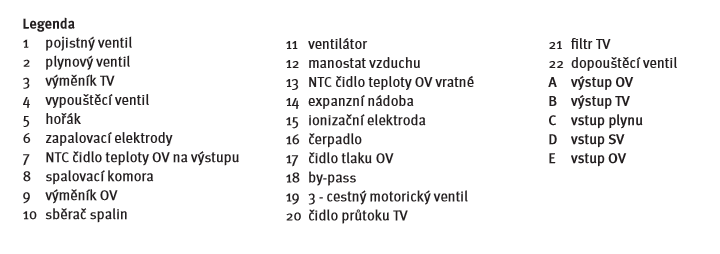 Legenda
1 pojistný ventil
2 plynový ventil
3 výměník TV
4 vypouštěcí ventil
5 hořák
6 zapalovací elektrody
7 NTC čidlo teploty OV na výstupu
8 spalovací komora
9 výměník OV
10 sběrač spalin
11 ventilátor
12 manostat vzduchu
13 NTC čidlo teploty OV vratné
14 expanzní nádoba
15 ionizační elektroda
16 čerpadlo
17 čidlo tlaku OV
18 by-pass
19 3 - cestný motorický ventil
20 čidlo průtoku TV
21 filtr TV
22 dopouštěcí ventil
A výstup OV
B výstup TV
C vstup plynu
D vstup SV
E vstup OV